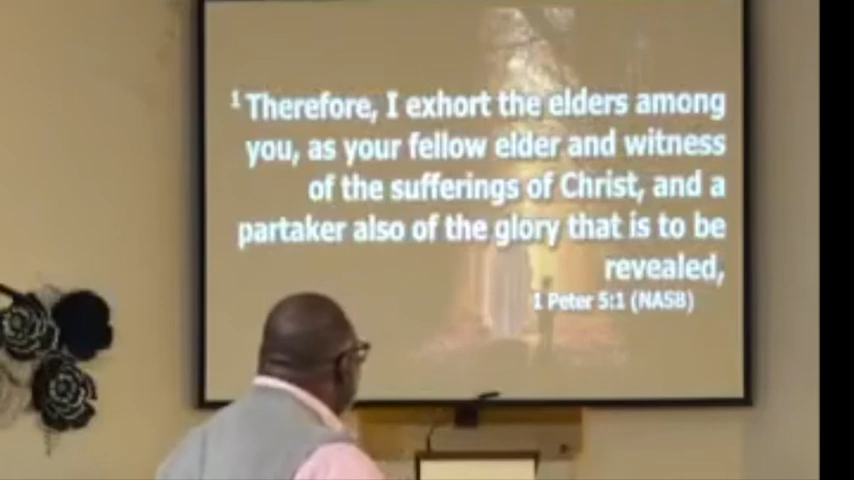 1 Therefore, I exhort the elders among
you, as your fellow elder and witness
of the sufferings of Christ, and a
partaker also of the glory that is to be
revealed,
1 Peter 5:1 (NASB)